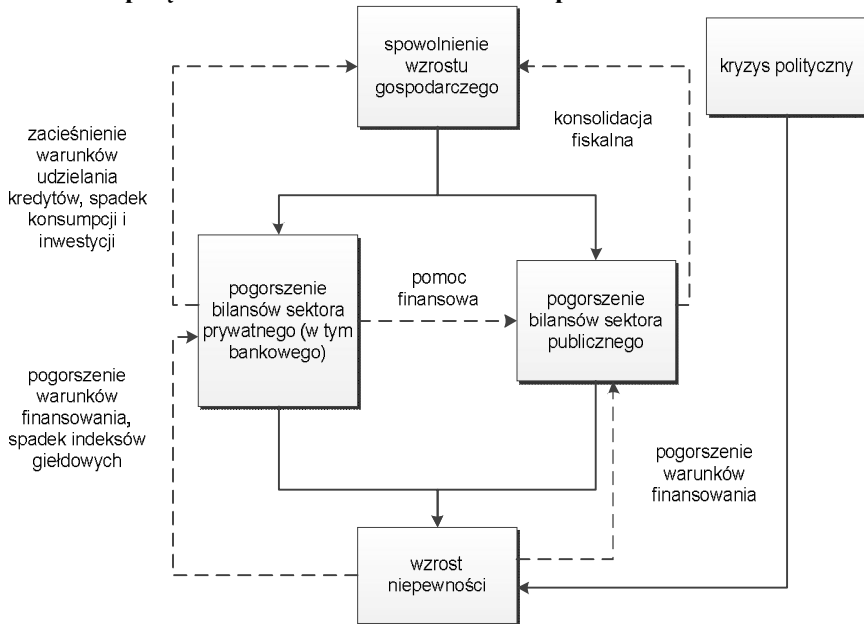 spowolnienie
wzrostu
gospodarczego
kryzys polityczny
konsolidacja
fiskalna
zacieśnienie
warunków
udzielania
kredytów, spadek
konsumpcji i
inwestycji
pogorszenie
bilansów sektora
prywatnego (w tym
bankowego)
pomoc
finansowa
pogorszenie
bilansów sektora
publicznego
pogorszenie
warunków
finansowania,
spadek indeksów
giełdowych
pogorszenie
warunków
finansowania
wzrost
niepewności